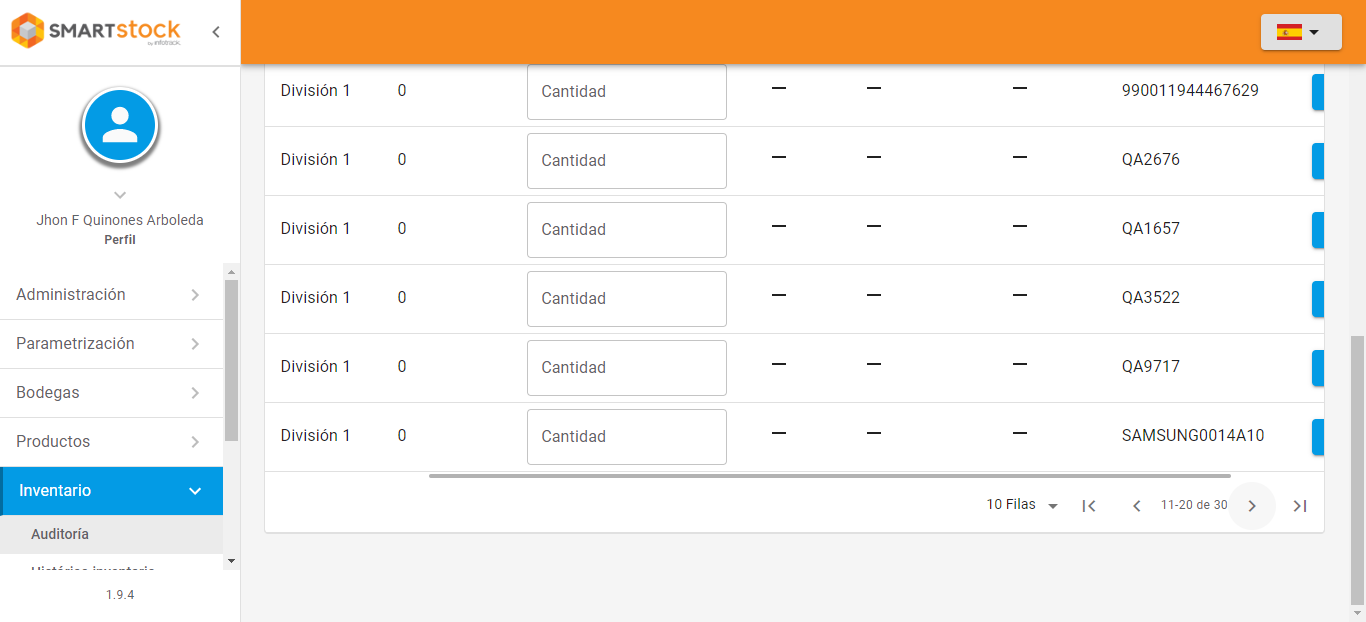 SMARTstock
by infotrack.
Jhon F Quinones Arboleda
Perfil
Administración
Parametrización
Bodegas
Productos
Inventario
Auditoría
Histórico inventario
1.9.4
División 1 0 Cantidad — — — 990011944467629
División 1 0 Cantidad — — — QA2676
División 1 0 Cantidad — — — QA1657
División 1 0 Cantidad — — — QA3522
División 1 0 Cantidad — — — QA9717
División 1 0 Cantidad — — — SAMSUNG0014A10
10 Filas 11-20 de 30